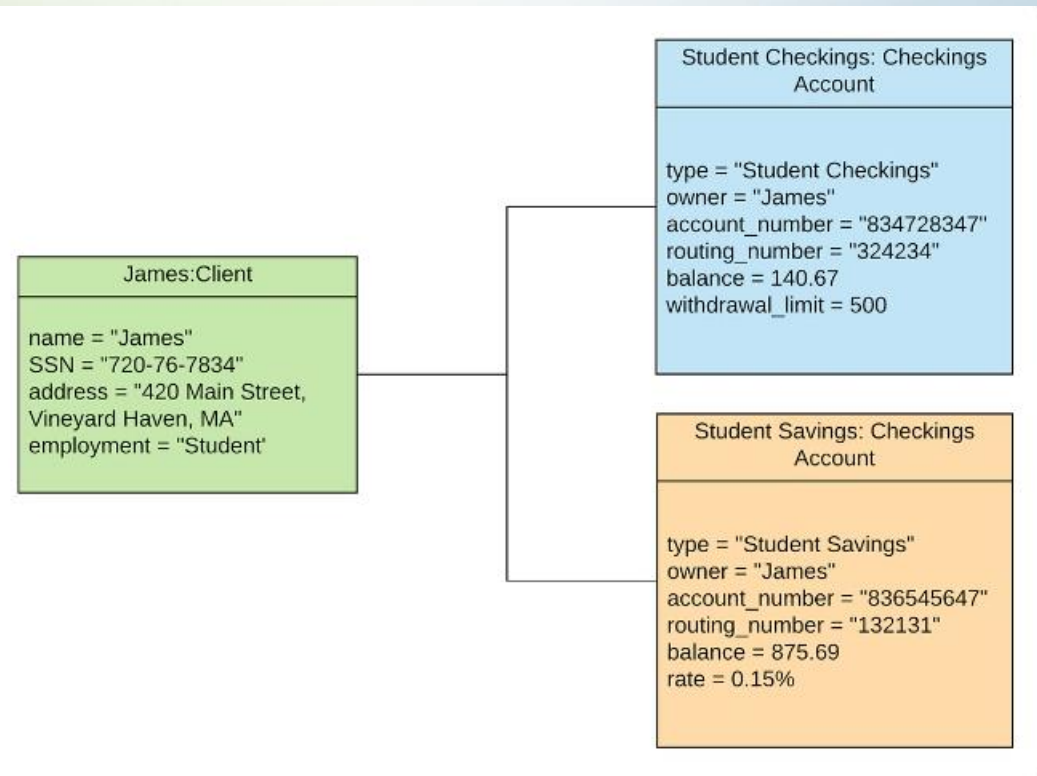 James:Client
name = "James"
SSN = "720-76-7834"
address = "420 Main Street,
Vineyard Haven, MA"
employment = "Student'
Student Checkings: Checkings
Account
type = "Student Checkings"
owner = "James"
account_number = "834728347"
routing_number = "324234"
balance = 140.67
withdrawal_limit = 500
Student Savings: Checkings
Account
type = "Student Savings"
owner = "James"
account_number = "836545647"
routing_number = "132131"
balance = 875.69
rate = 0.15%